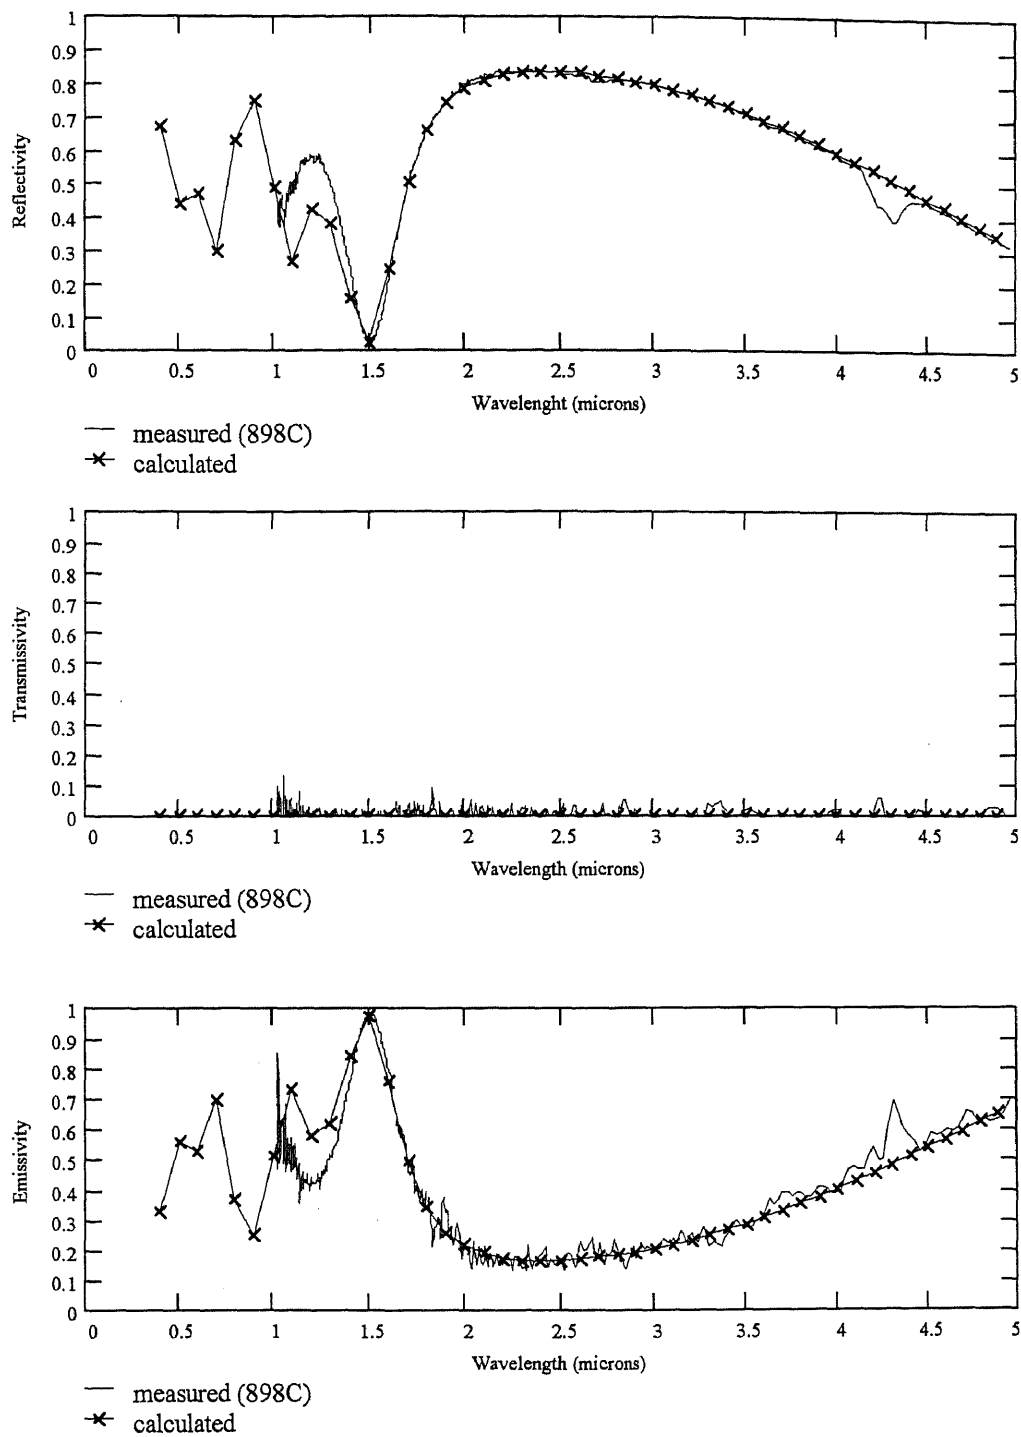 1
0.9
0.8
0.7
0.6
0.5
0.4
0.3
0.2
0.1
0
Reflectivity
0 0.5 1 1.5 2 2.5 3 3.5 4 4.5 5
Wavelenght (microns)
measured (898C)
calculated
1
0.9
0.8
0.7
0.6
0.5
0.4
0.3
0.2
0.1
0
Transmissivity
0 0.5 1 1.5 2 2.5 3 3.5 4 4.5 5
Wavelength (microns)
measured (898C)
calculated
1
0.9
0.8
0.7
0.6
0.5
0.4
0.3
0.2
0.1
0
Emissivity
0 0.5 1 1.5 2 2.5 3 3.5 4 4.5 5
Wavelength (microns)
measured (898C)
calculated